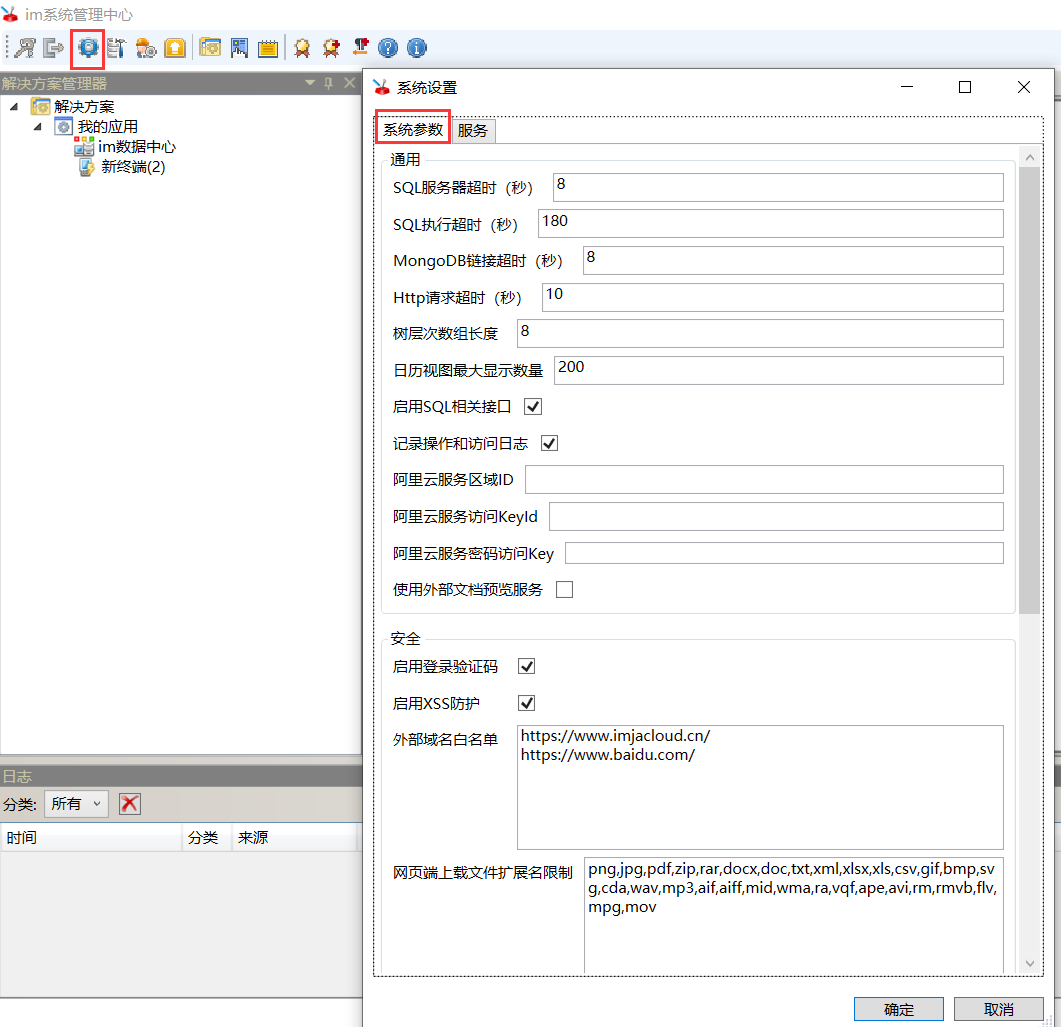 im系统管理中心
解决方案管理器
解决方案
我的应用
im数据中心
新终端(2)
系统设置
系统参数
服务
通用
SQL服务器超时（秒）
8
SQL执行超时（秒）
180
MongoDB链接超时（秒）
8
Http请求超时（秒）
10
树层次数组长度
8
日历视图最大显示数量
200
启用SQL相关接口
记录操作和访问日志
阿里云服务区域ID
阿里云服务访问KeyId
阿里云服务密码访问Key
使用外部文档预览服务
安全
启用登录验证码
启用XSS防护
外部域名白名单
https://www.imjacloud.cn/
https://www.baidu.com/
网页端上载文件扩展名限制
png,jpg,pdf,zip,rar,docx,doc,txt,xml,xlsx,xls,csv,gif,bmp,sv
g,cda,wav,mp3,aif,aiff,mid,wma,ra,vqf,ape,avi,rm,rmvb,flv,
mpg,mov
日志
分类:
所有
时间
分类
来源
确定
取消